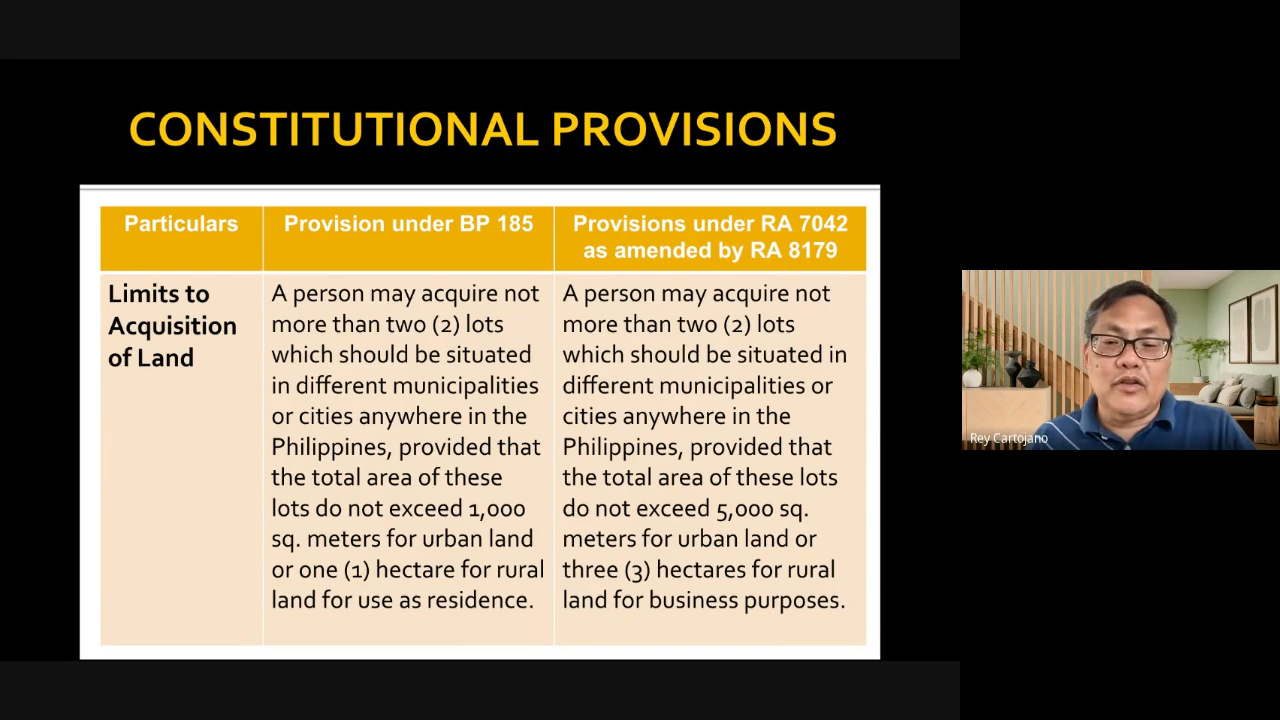 CONSTITUTIONAL PROVISIONS
Particulars
Provision under BP 185
Provisions under RA 7042
as amended by RA 8179
Limits to
Acquisition
of Land
A person may acquire not
more than two (2) lots
which should be situated
in different municipalities
or cities anywhere in the
Philippines, provided that
the total area of these
lots do not exceed 1,000
sq. meters for urban land
or one (1) hectare for rural
land for use as residence.
A person may acquire not
more than two (2) lots
which should be situated in
different municipalities or
cities anywhere in the
Philippines, provided that
the total area of these lots
do not exceed 5,000 sq.
meters for urban land or
three (3) hectares for rural
land for business purposes.
Rey Cartojano